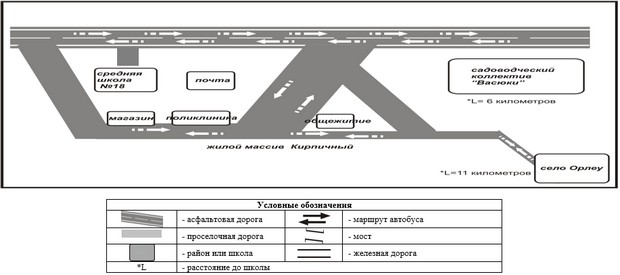 средняя
школа
№18
почта
садоводческий
коллектив
"Васюки"
*L= 6 километров
магазин
поликлиника
общежитие
жилой массив Кирпичный
*L=11 километров
село Орлеу
Условные обозначения
- асфальтовая дорога
- маршрут автобуса
- проселочная дорога
- мост
- район или школа
- железная дорога
*L
- расстояние до школы